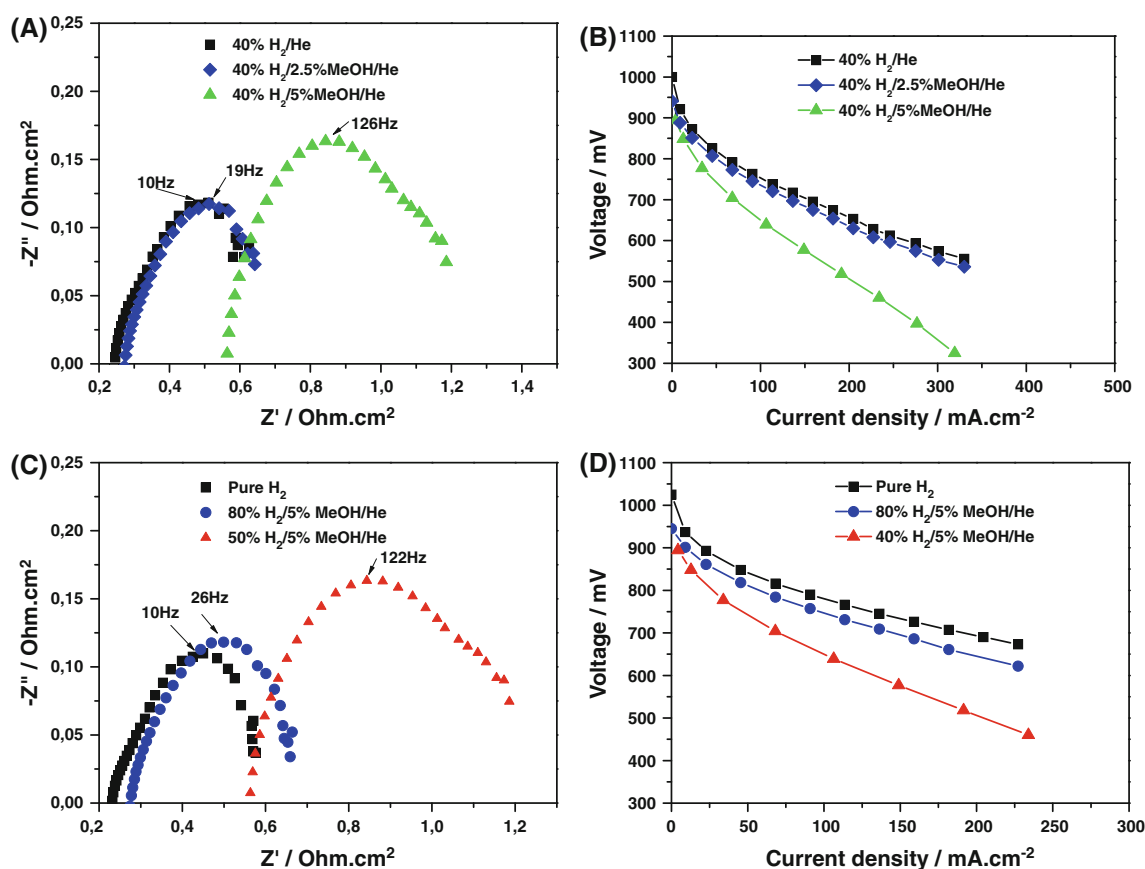 (A)
0,25
0,20
0,15
0,10
0,05
0,00
-Z" / Ohm.cm²
40% H₂/He
40% H₂/2.5%MeOH/He
40% H₂/5%MeOH/He
10Hz
19Hz
126Hz
0,2 0,4 0,6 0,8 1,0 1,2 1,4
Z' / Ohm.cm²
(B)
1100
1000
900
800
700
600
500
400
300
Voltage / mV
40% H₂/He
40% H₂/2.5%MeOH/He
40% H₂/5%MeOH/He
0 100 200 300 400 500
Current density / mA.cm⁻²
(C)
0,25
0,20
0,15
0,10
0,05
0,00
-Z" / Ohm.cm²
Pure H₂
80% H₂/5% MeOH/He
50% H₂/5% MeOH/He
10Hz
26Hz
122Hz
0,2 0,4 0,6 0,8 1,0 1,2
Z' / Ohm.cm²
(D)
1100
1000
900
800
700
600
500
400
300
Voltage / mV
Pure H₂
80% H₂/5% MeOH/He
40% H₂/5 MeOH/He
0 50 100 150 200 250 300
Current density / mA.cm⁻²